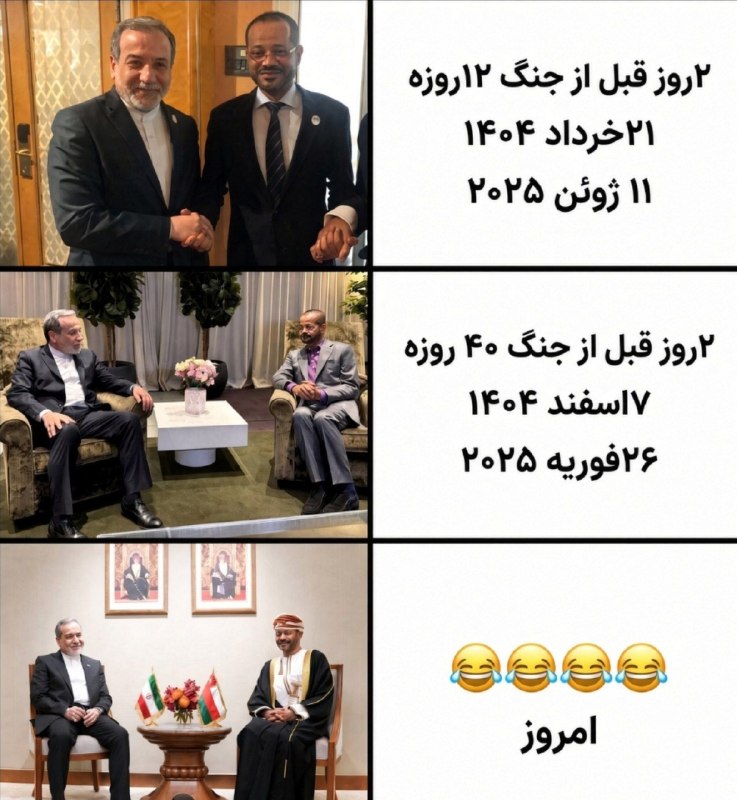 ۲روز قبل از جنگ ۱۲روزه
۲۱خرداد ۱۴۰۴
۱۱ ژوئن ۲۰۲۵
۲روز قبل از جنگ ۴۰ روزه
۷اسفند ۱۴۰۴
۲۶فوریه ۲۰۲۵
😂😂😂😂
امروز